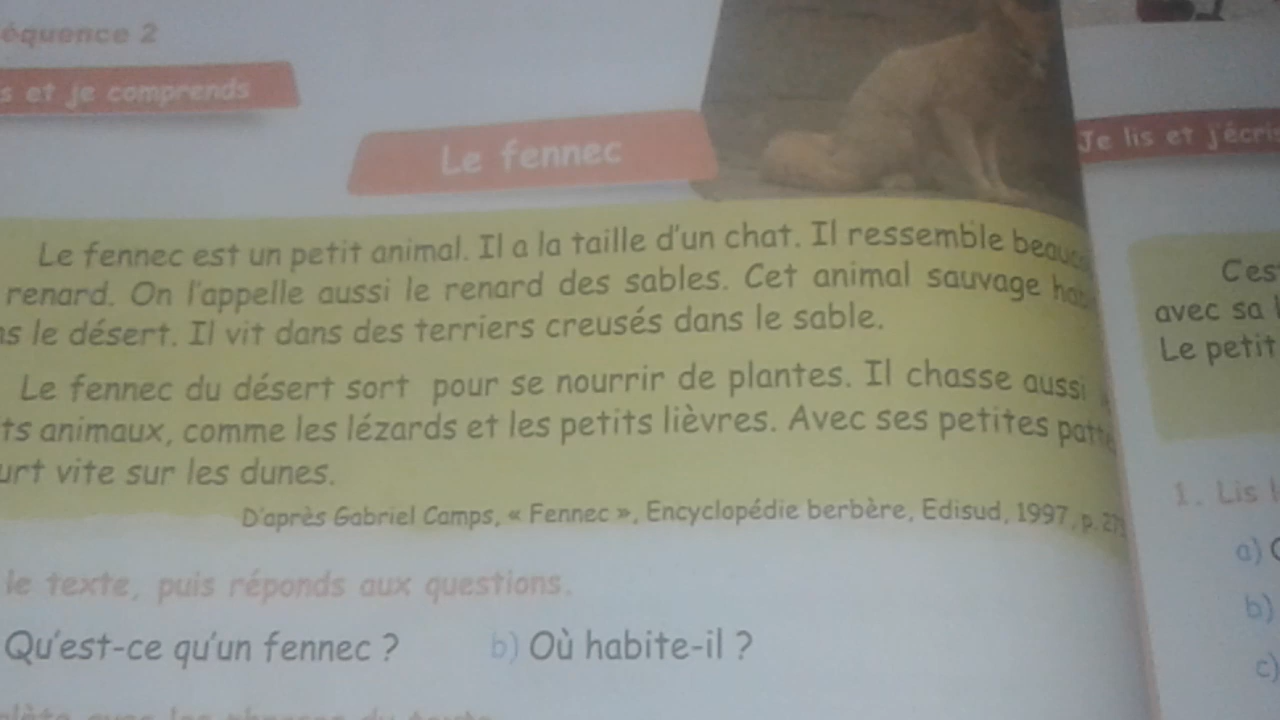 équence 2
s et je comprends
Le fennec
Le fennec est un petit animal. Il a la taille d'un chat. Il ressemble
renard. On l'appelle aussi le renard des sables. Cet animal sauvage
le désert. Il vit dans des terriers creusés dans le sable.
Le fennec du désert sort pour se nourrir de plantes. Il chasse aussi
ts animaux, comme les lézards et les petits lièvres. Avec ses petites
urt vite sur les dunes.
D'après Gabriel Camps, « Fennec », Encyclopédie berbère, Edisud, 1997, p.
le texte, puis réponds aux questions.
Qu'est-ce qu'un fennec ? b) Où habite-il ?
Je lis et j'écri
Ces
avec sa
Le petit
1. Lis
a)
b)
c)